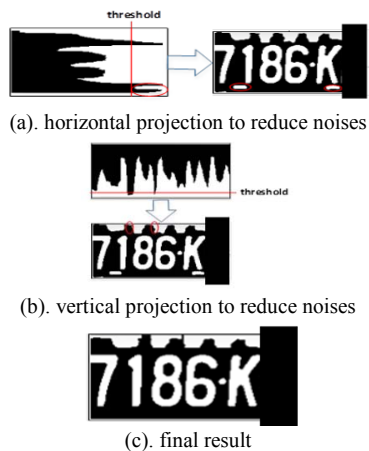 threshold
7186·K
(a). horizontal projection to reduce noises
threshold
7186·K
(b). vertical projection to reduce noises
7186·K
(c). final result